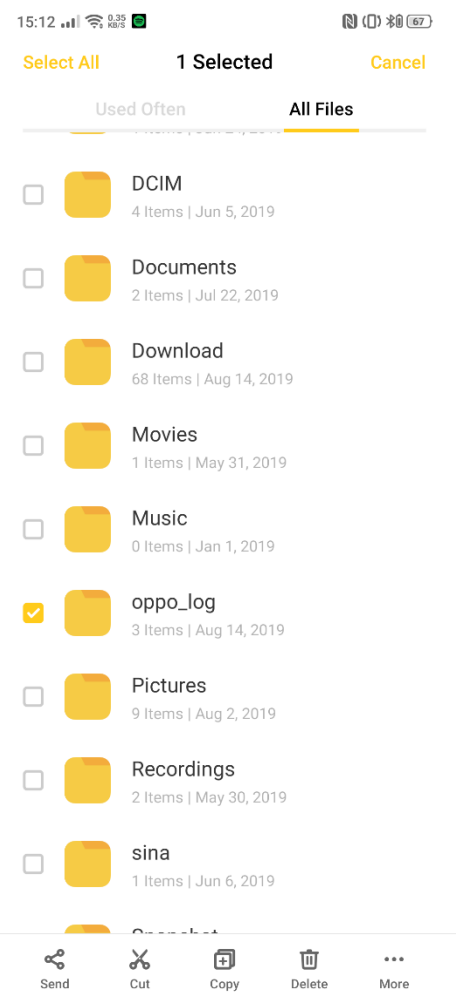 15:12
0.35
KB/S
67
Select All
1 Selected
Cancel
Used Often
All Files
DCIM
4 Items | Jun 5, 2019
Documents
2 Items | Jul 22, 2019
Download
68 Items | Aug 14, 2019
Movies
1 Items | May 31, 2019
Music
0 Items | Jan 1, 2019
oppo_log
3 Items | Aug 14, 2019
Pictures
9 Items | Aug 2, 2019
Recordings
2 Items | May 30, 2019
sina
1 Items | Jun 6, 2019
Send
Cut
Copy
Delete
More